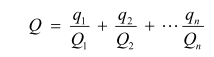 Q = q₁/Q₁ + q₂/Q₂ + ⋯ qₙ/Qₙ